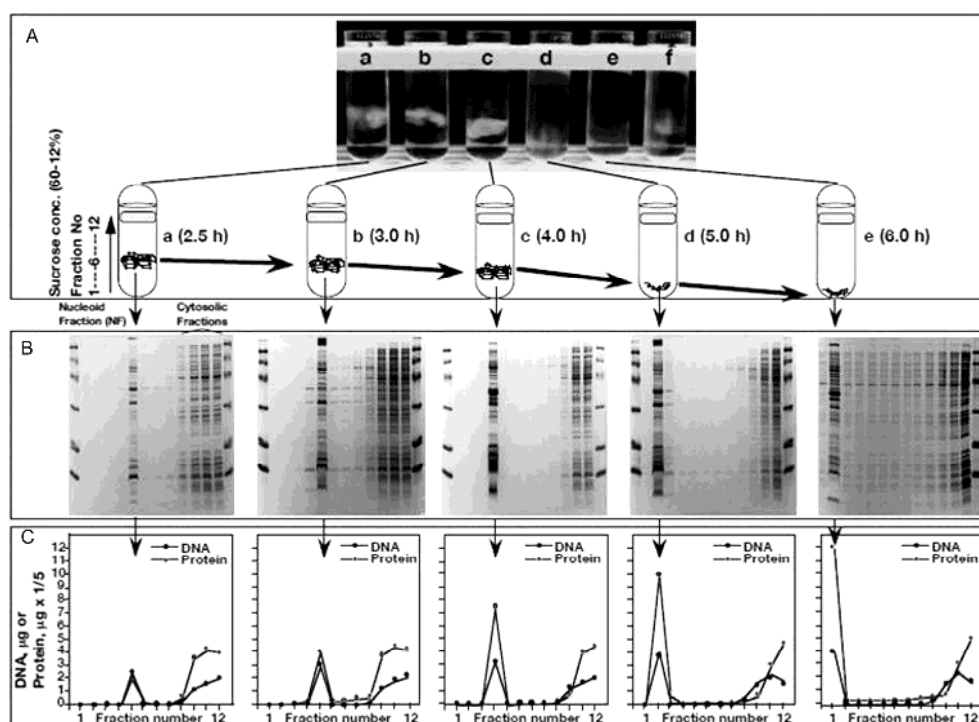 A
a b c d e f
Sucrose conc. (60-12%)
Fraction No
1----6----12
a (2.5 h)
b (3.0 h)
c (4.0 h)
d (5.0 h)
e (6.0 h)
Nucleoid
Fraction (NF)
Cytosolic
Fractions
B
C
DNA, µg or
Protein, µg x 1/5
12
11
10
9
8
7
6
5
4
3
2
1
0
DNA
Protein
DNA
Protein
DNA
Protein
DNA
Protein
DNA
Protein
1 Fraction number 12
1 Fraction number 12
1 Fraction number 12
1 Fraction number 12
1 Fraction number 12